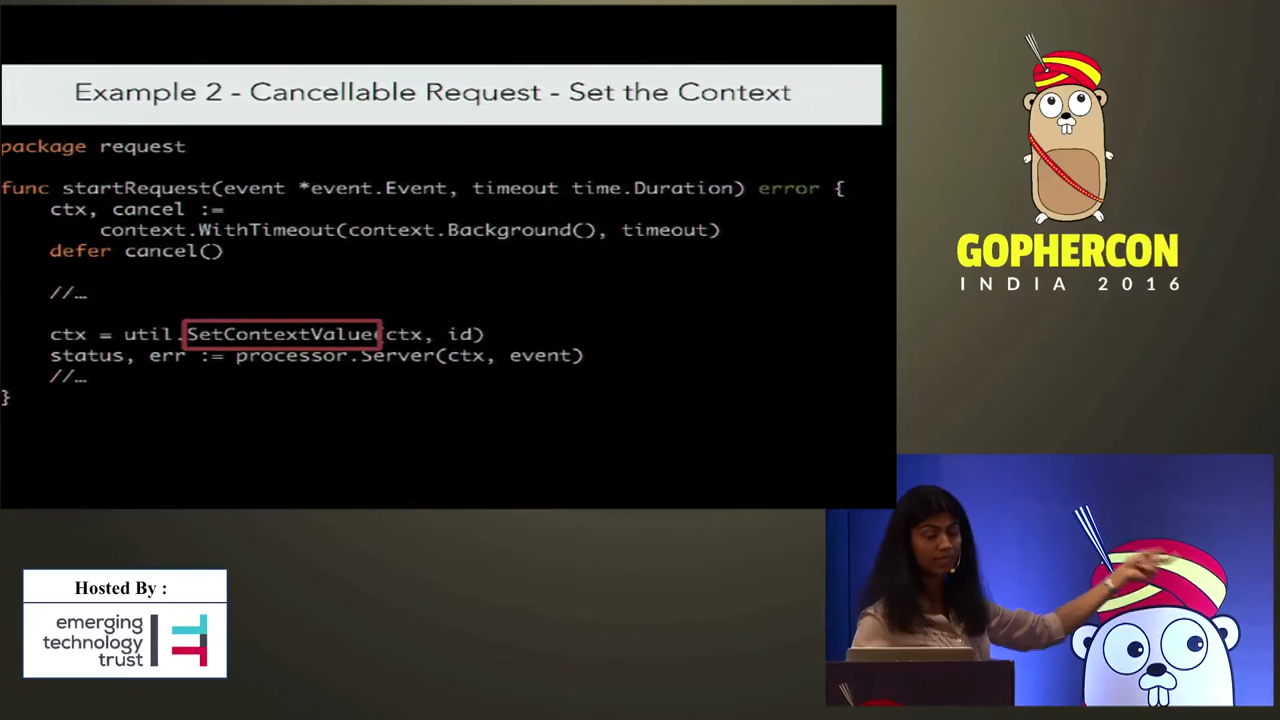 Example 2 - Cancellable Request - Set the Context
package request
func startRequest(event *event.Event, timeout time.Duration) error {
ctx, cancel :=
context.WithTimeout(context.Background(), timeout)
defer cancel()
//…
ctx = util.SetContextValue(ctx, id)
status, err := processor.Server(ctx, event)
//…
}
GOPHERCON
INDIA 2016
Hosted By :
emerging
technology
trust